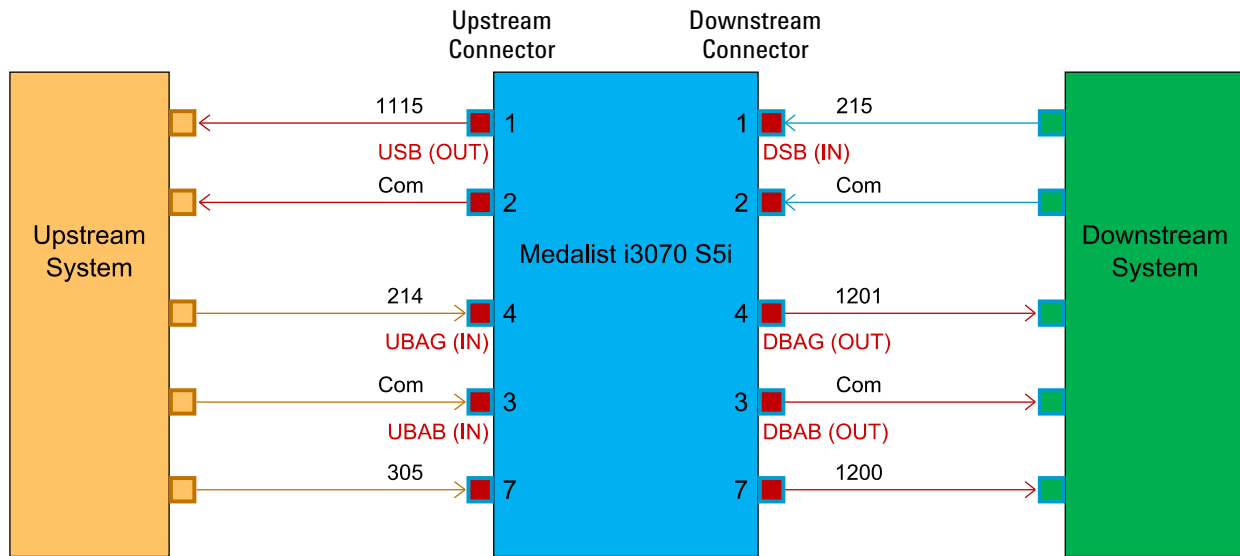 Upstream
Connector
Downstream
Connector
1115
1
1
215
USB (OUT)
DSB (IN)
Com
2
2
Com
Upstream
System
Medalist i3070 S5i
Downstream
System
214
4
4
1201
UBAG (IN)
DBAG (OUT)
Com
3
3
Com
UBAB (IN)
DBAB (OUT)
305
7
7
1200